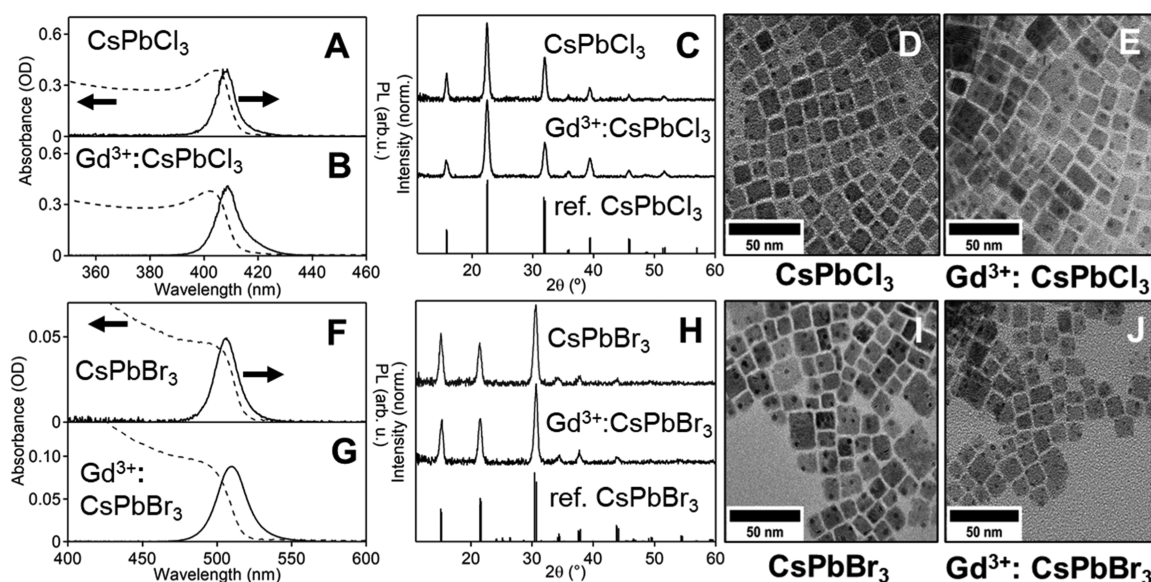 0.6
CsPbCl3
A
0.3
0
Gd3+:CsPbCl3
B
0.6
0.3
0
Absorbance (OD)
PL (arb.u.)
360 380 400 420 440 460
Wavelength (nm)
C
CsPbCl3
Gd3+:CsPbCl3
ref. CsPbCl3
Intensity (norm.)
20 30 40 50 60
2θ (º)
D
50 nm
CsPbCl3
E
50 nm
Gd3+: CsPbCl3
F
0.05
CsPbBr3
0
G
0.10
Gd3+:
CsPbBr3
0.05
0
Absorbance (OD)
PL (arb. u.)
400 450 500 550 600
Wavelength (nm)
H
CsPbBr3
Gd3+:CsPbBr3
ref. CsPbBr3
Intensity (norm.)
20 30 40 50 60
2θ (°)
I
50 nm
CsPbBr3
J
50 nm
Gd3+: CsPbBr3